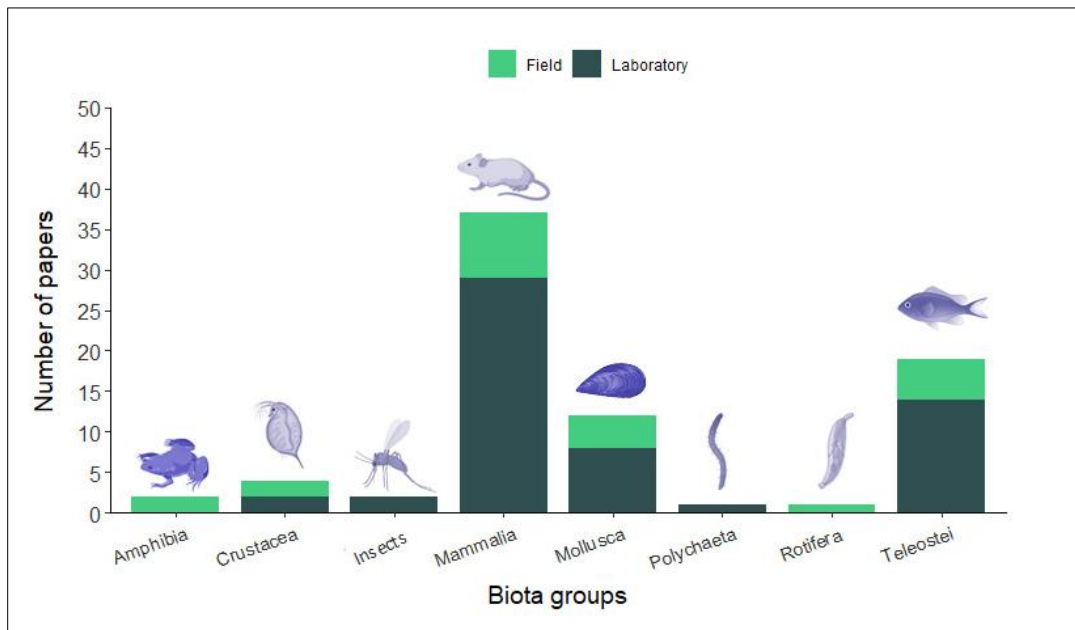 Field Laboratory
50
45
40
35
30
25
20
15
10
5
0
Number of papers
Amphibia
Crustacea
Insects
Mammalia
Mollusca
Polychaeta
Rotifera
Teleostei
Biota groups